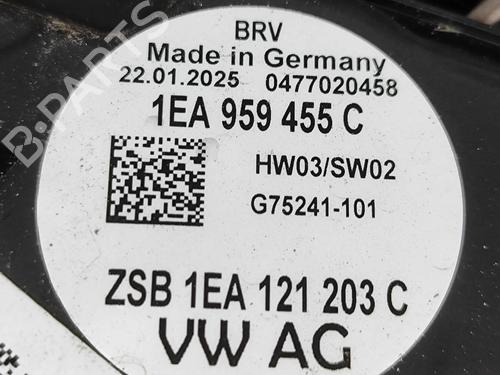 BRV
Made in Germany
22.01.2025 0477020458
1EA 959 455 C
HW03/SW02
G75241-101
ZSB 1EA 121 203 C
VW AG
B-PARTS